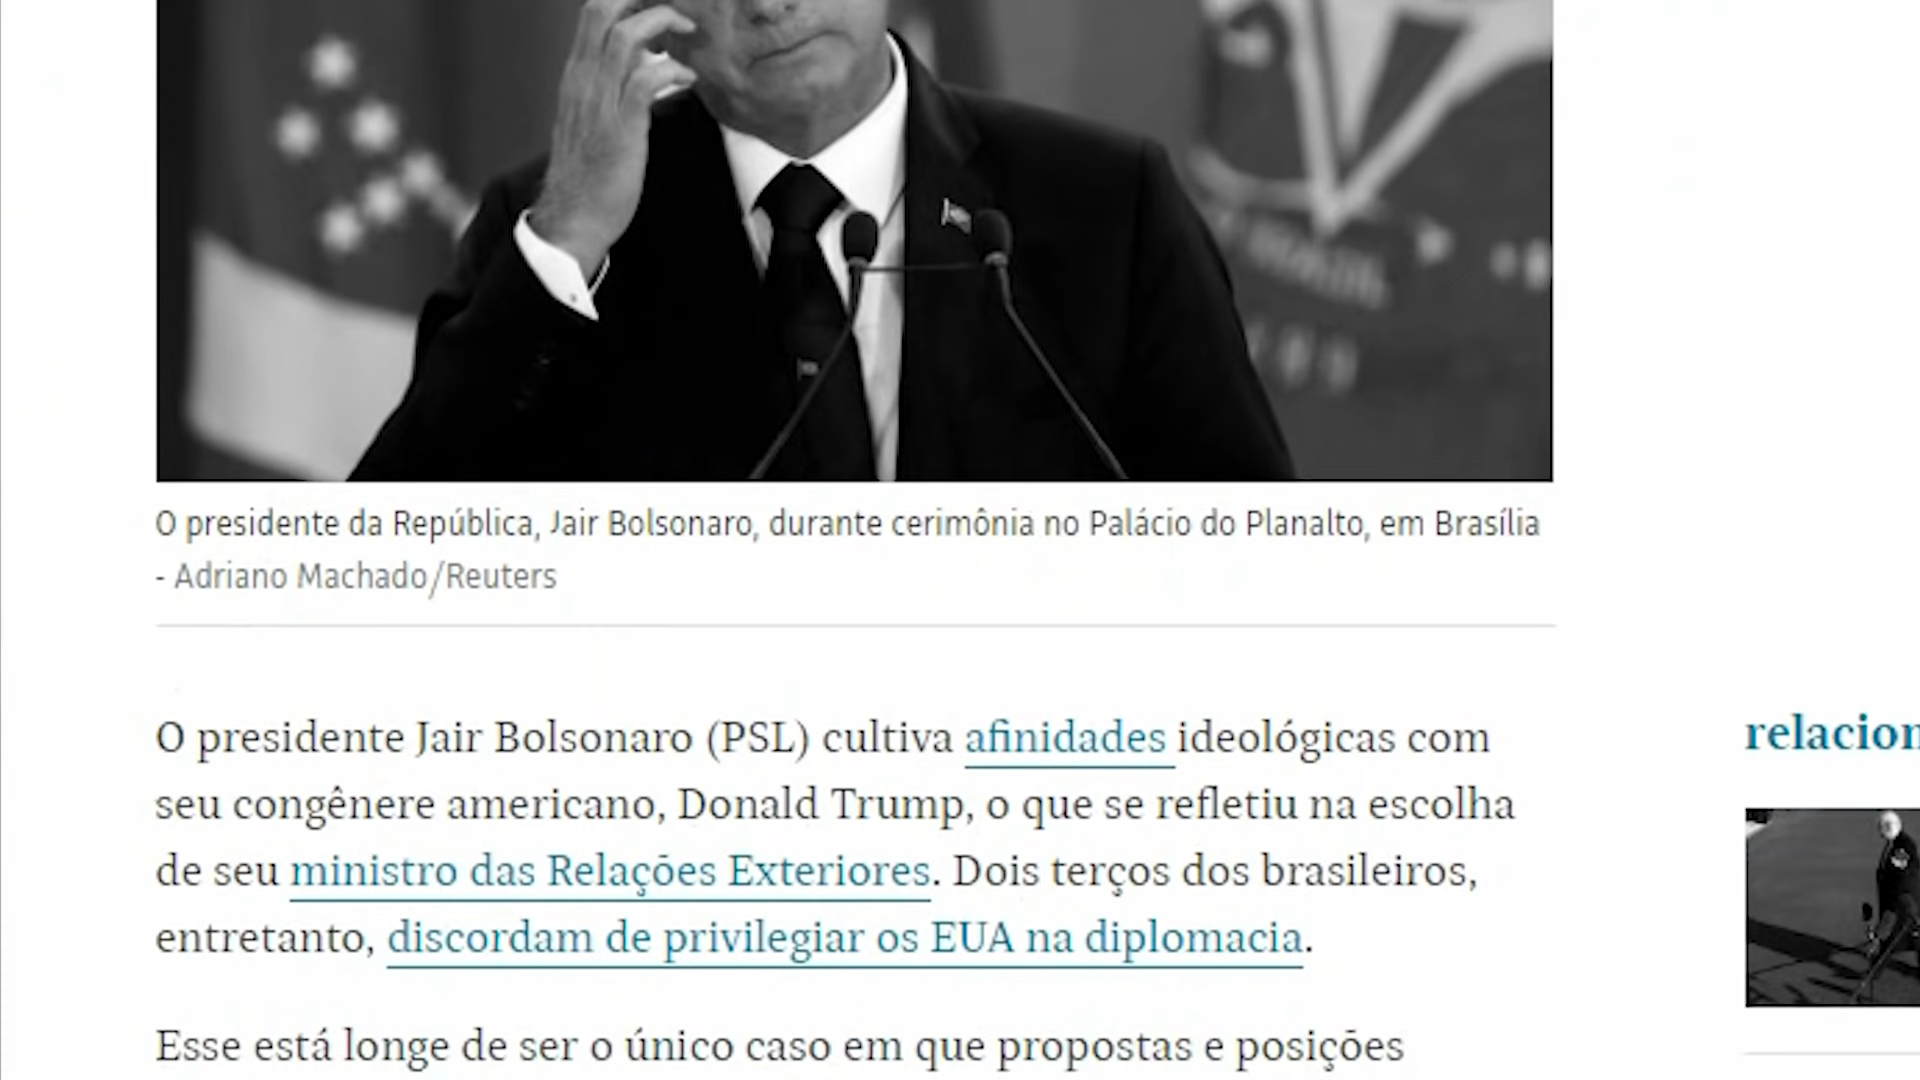 O presidente da República, Jair Bolsonaro, durante cerimônia no Palácio do Planalto, em Brasília
- Adriano Machado/Reuters
O presidente Jair Bolsonaro (PSL) cultiva afinidades ideológicas com
seu congênere americano, Donald Trump, o que se refletiu na escolha
de seu ministro das Relações Exteriores. Dois terços dos brasileiros,
entretanto, discordam de privilegiar os EUA na diplomacia.
Esse está longe de ser o único caso em que propostas e posições
relacion